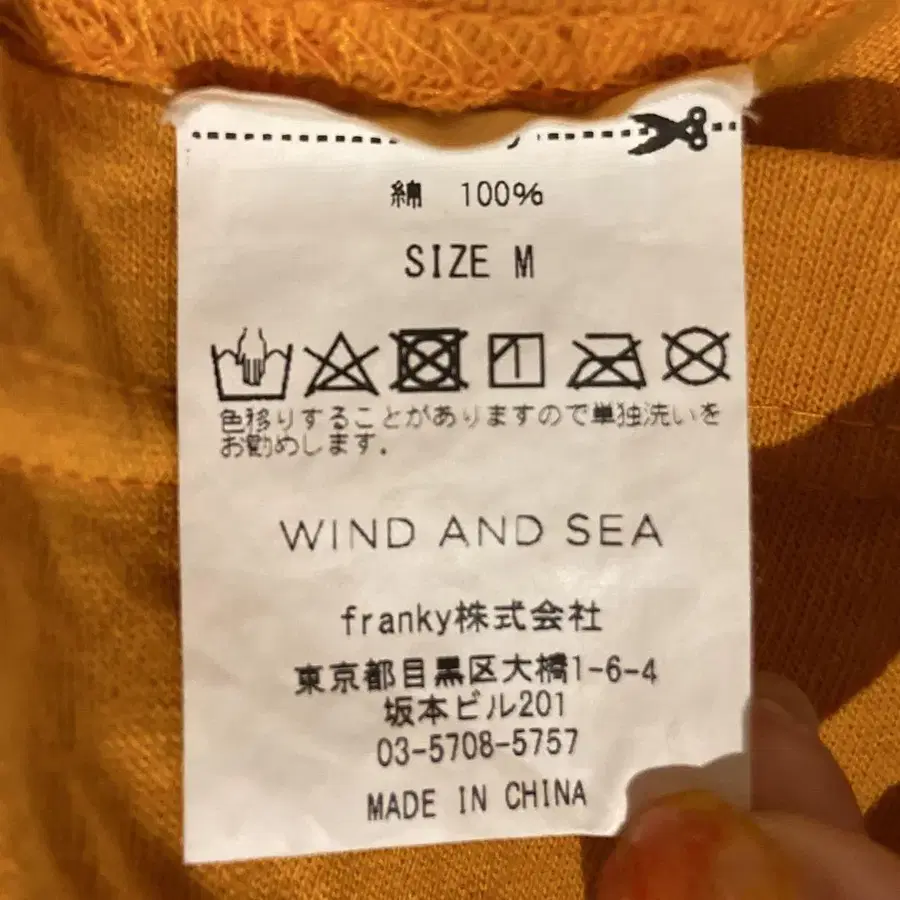 綿 100%
SIZE M
色移りすることがありますので単独洗いを
お勧めします.
WIND AND SEA
franky株式会社
東京都目黒区大橋1-6-4
坂本ビル201
03-5708-5757
MADE IN CHINA